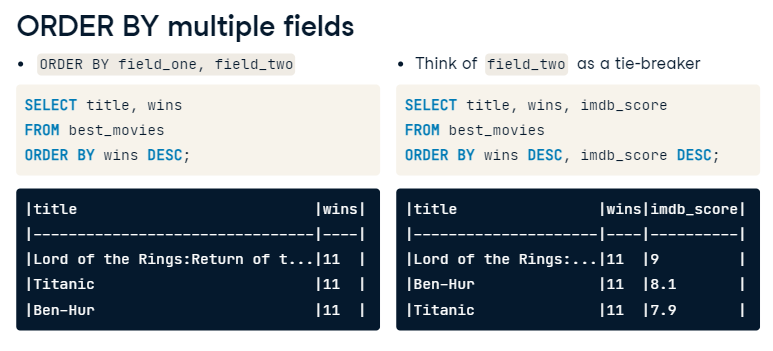 ORDER BY multiple fields
• ORDER BY field_one, field_two
SELECT title, wins
FROM best_movies
ORDER BY wins DESC;
|title                            |wins|
|---------------------------------|----|
|Lord of the Rings:Return of t...|11  |
|Titanic                          |11  |
|Ben-Hur                          |11  |
• Think of field_two as a tie-breaker
SELECT title, wins, imdb_score
FROM best_movies
ORDER BY wins DESC, imdb_score DESC;
|title                |wins|imdb_score|
|---------------------|----|----------|
|Lord of the Rings:...|11  |9         |
|Ben-Hur              |11  |8.1       |
|Titanic              |11  |7.9       |